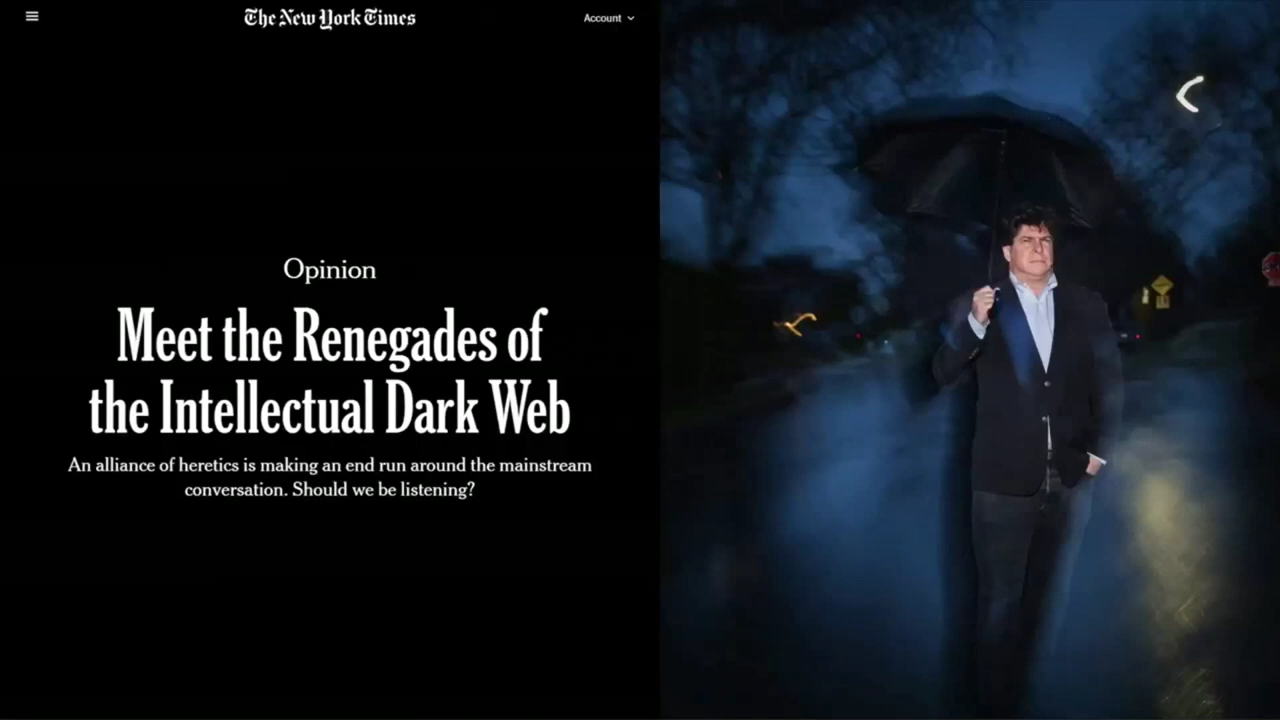 The New York Times
Account
Opinion
Meet the Renegades of
the Intellectual Dark Web
An alliance of heretics is making an end run around the mainstream
conversation. Should we be listening?